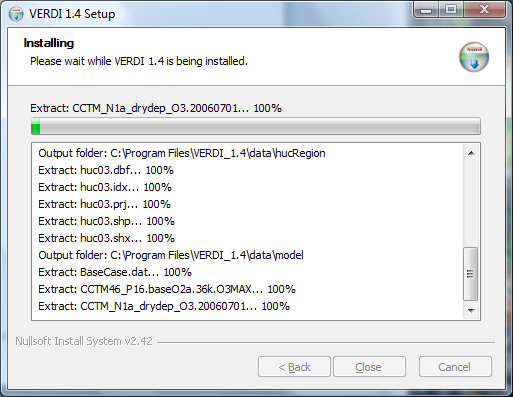 VERDI 1.4 Setup
Installing
Please wait while VERDI 1.4 is being installed.
Extract: CCTM_N1a_drydep_O3.20060701... 100%
Output folder: C:\Program Files\VERDI_1.4\data\hucRegion
Extract: huc03.dbf... 100%
Extract: huc03.idx... 100%
Extract: huc03.prj... 100%
Extract: huc03.shp... 100%
Extract: huc03.shx... 100%
Output folder: C:\Program Files\VERDI_1.4\data\model
Extract: BaseCase.dat... 100%
Extract: CCTM46_P16.baseO2a.36k.O3MAX... 100%
Extract: CCTM_N1a_drydep_O3.20060701... 100%
Nullsoft Install System v2.42
< Back
Close
Cancel